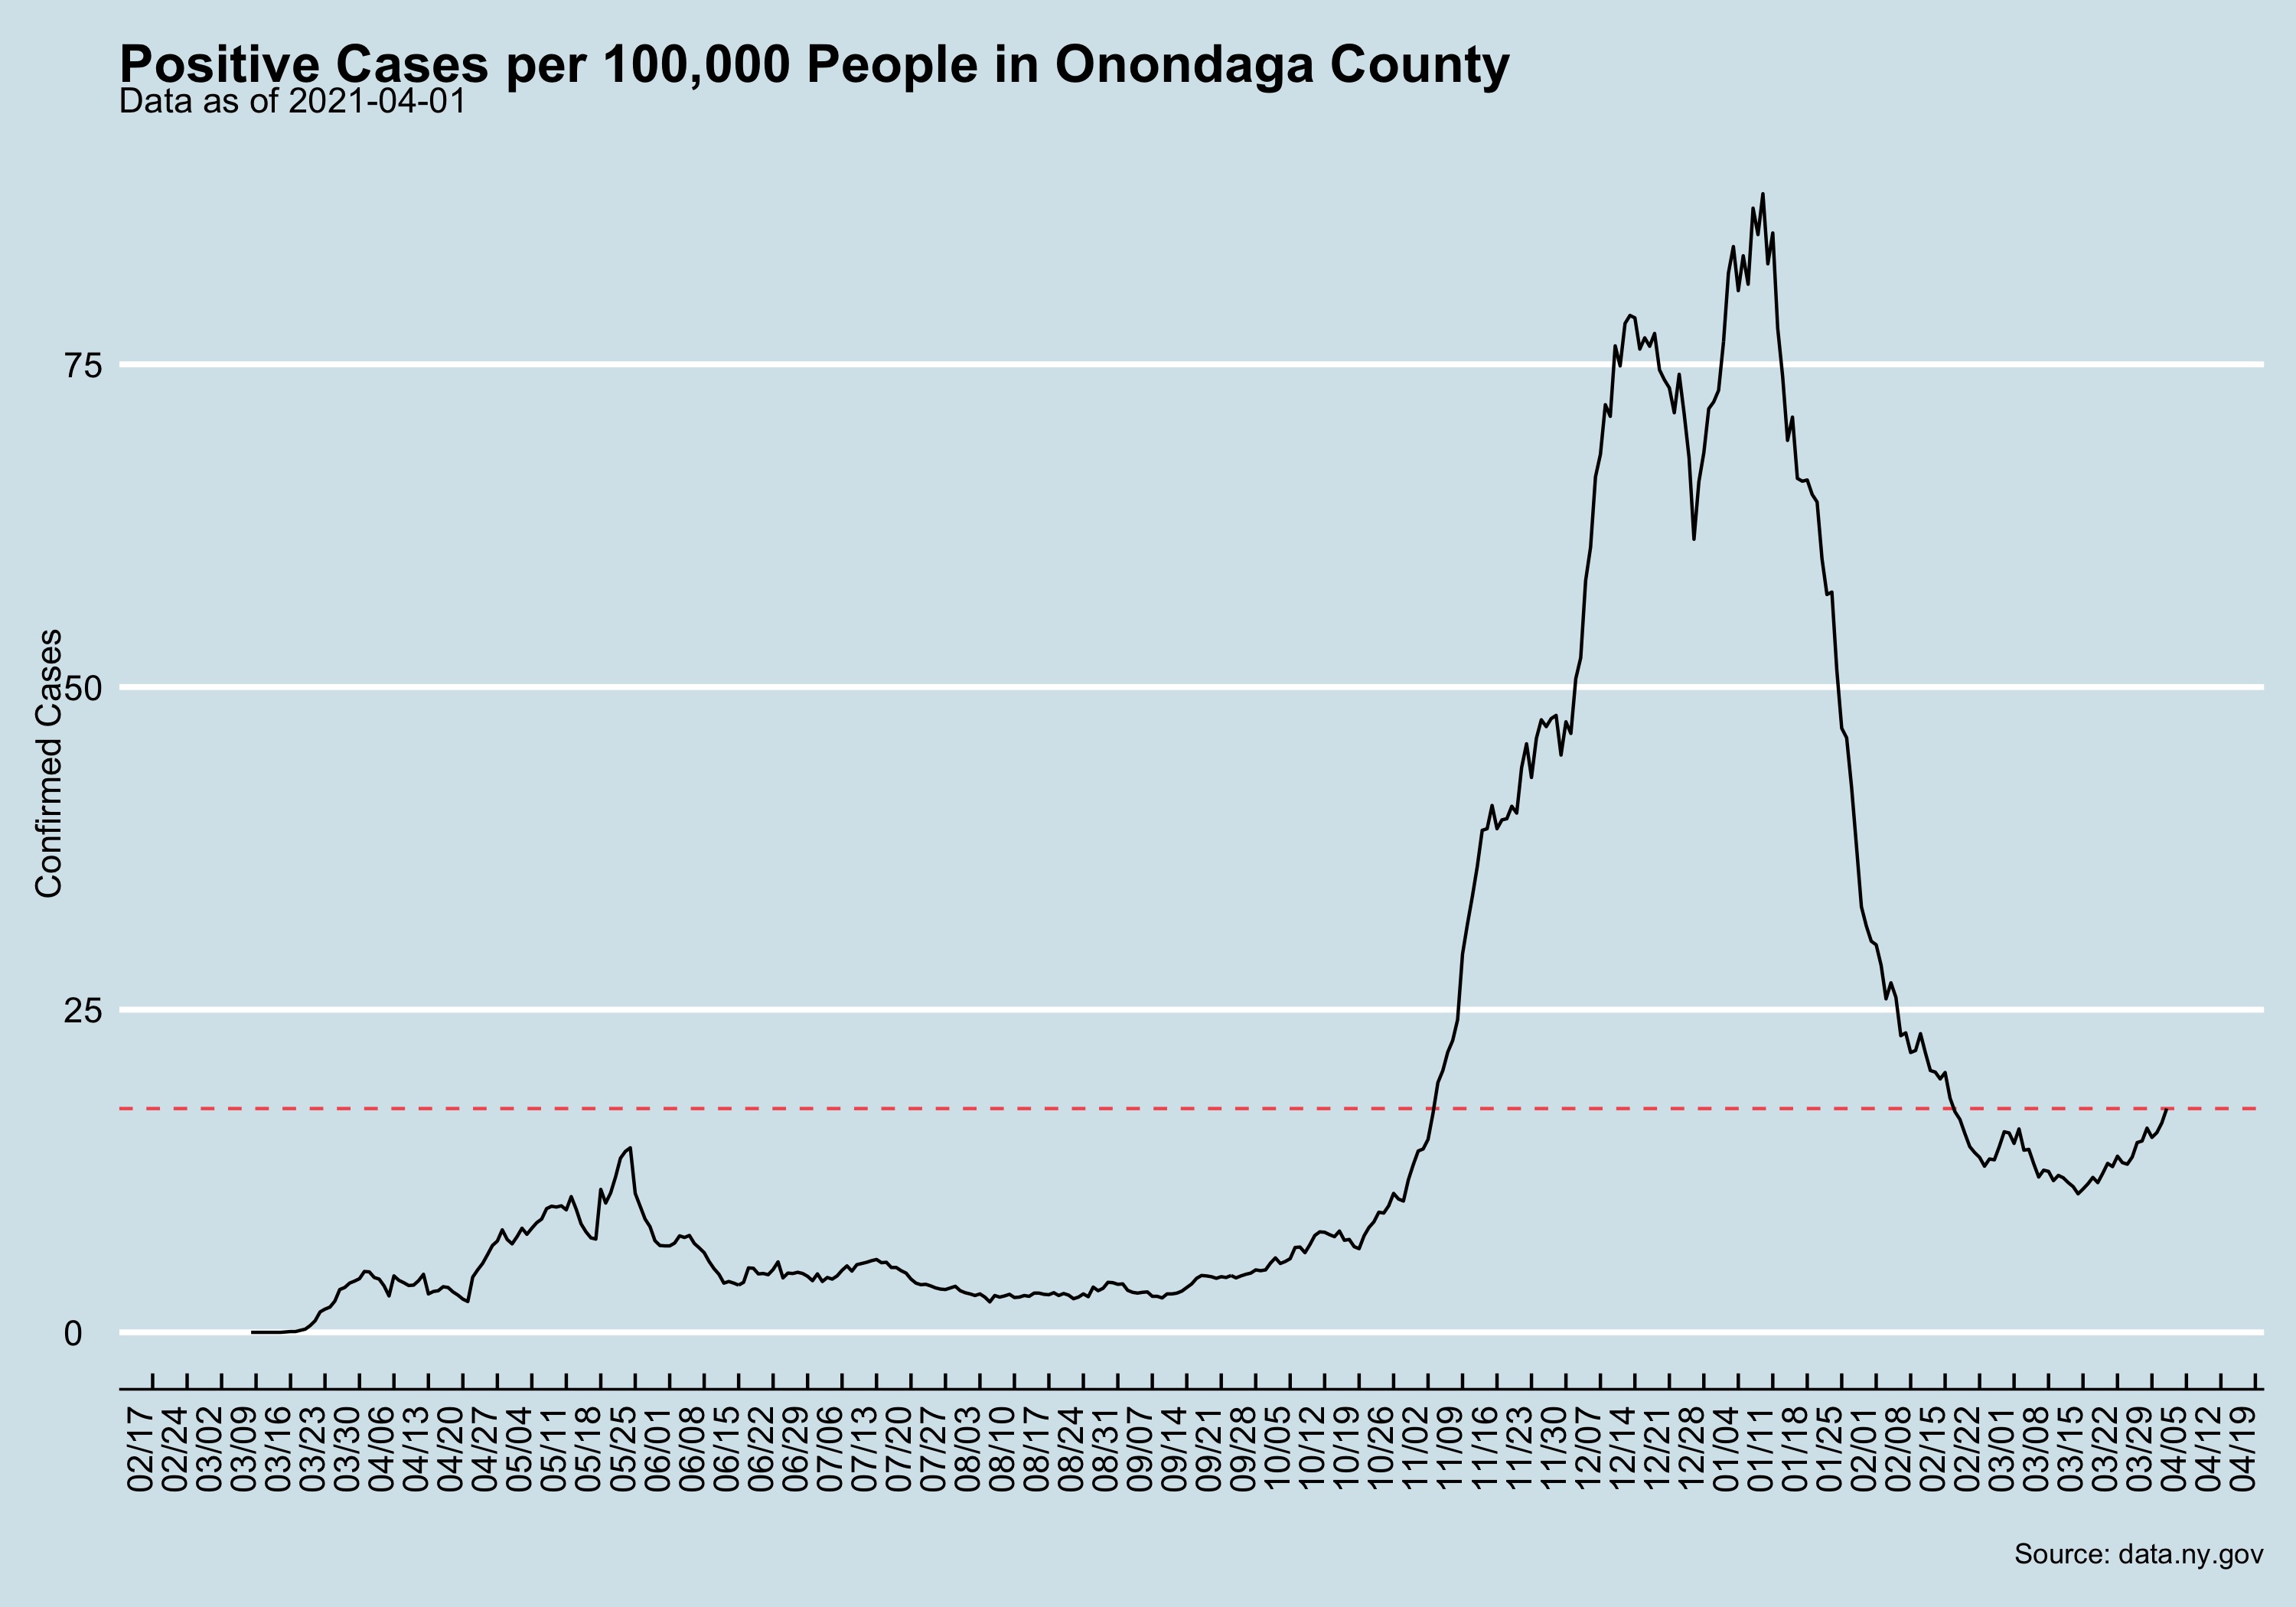 Positive Cases per 100,000 People in Onondaga County
Data as of 2021-04-01
Confirmed Cases
75
50
25
0
02/17 02/24 03/02 03/09 03/16 03/23 03/30 04/06 04/13 04/20 04/27 05/04 05/11 05/18 05/25 06/01 06/08 06/15 06/22 06/29 07/06 07/13 07/20 07/27 08/03 08/10 08/17 08/24 08/31 09/07 09/14 09/21 09/28 10/05 10/12 10/19 10/26 11/02 11/09 11/16 11/23 11/30 12/07 12/14 12/21 12/28 01/04 01/11 01/18 01/25 02/01 02/08 02/15 02/22 03/01 03/08 03/15 03/22 03/29 04/05 04/12 04/19
Source: data.ny.gov